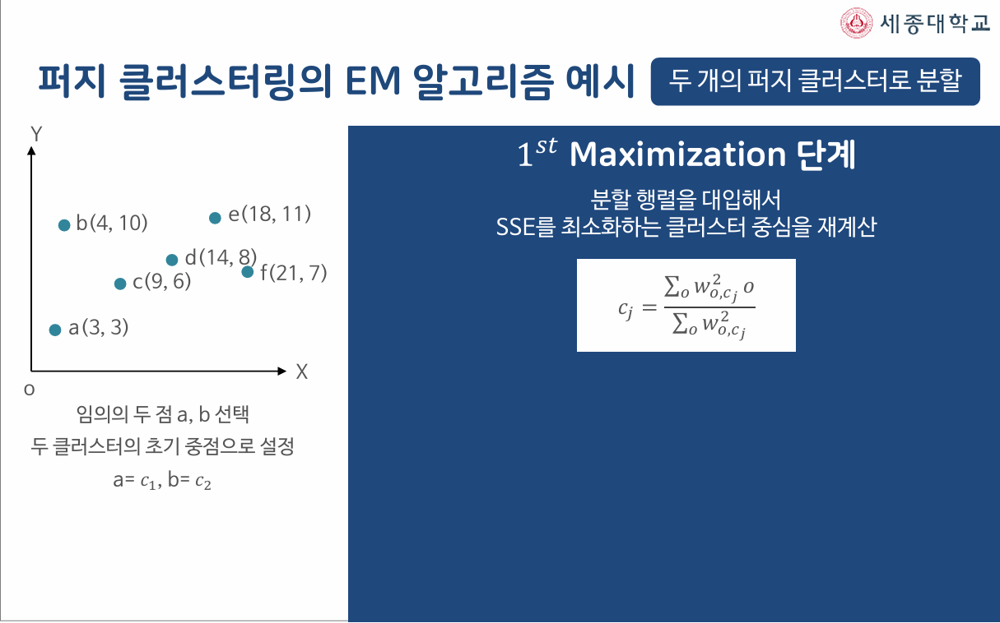 세종대학교
퍼지 클러스터링의 EM 알고리즘 예시
두 개의 퍼지 클러스터로 분할
Y
b(4, 10)
e(18, 11)
d(14, 8)
f(21, 7)
c(9, 6)
a(3, 3)
X
o
임의의 두 점 a, b 선택
두 클러스터의 초기 중점으로 설정
a= c₁, b= c₂
1ˢᵗ Maximization 단계
분할 행렬을 대입해서
SSE를 최소화하는 클러스터 중심을 재계산
$c_j = \frac{\sum_o w_{o,c_j}^2 o}{\sum_o w_{o,c_j}^2}$